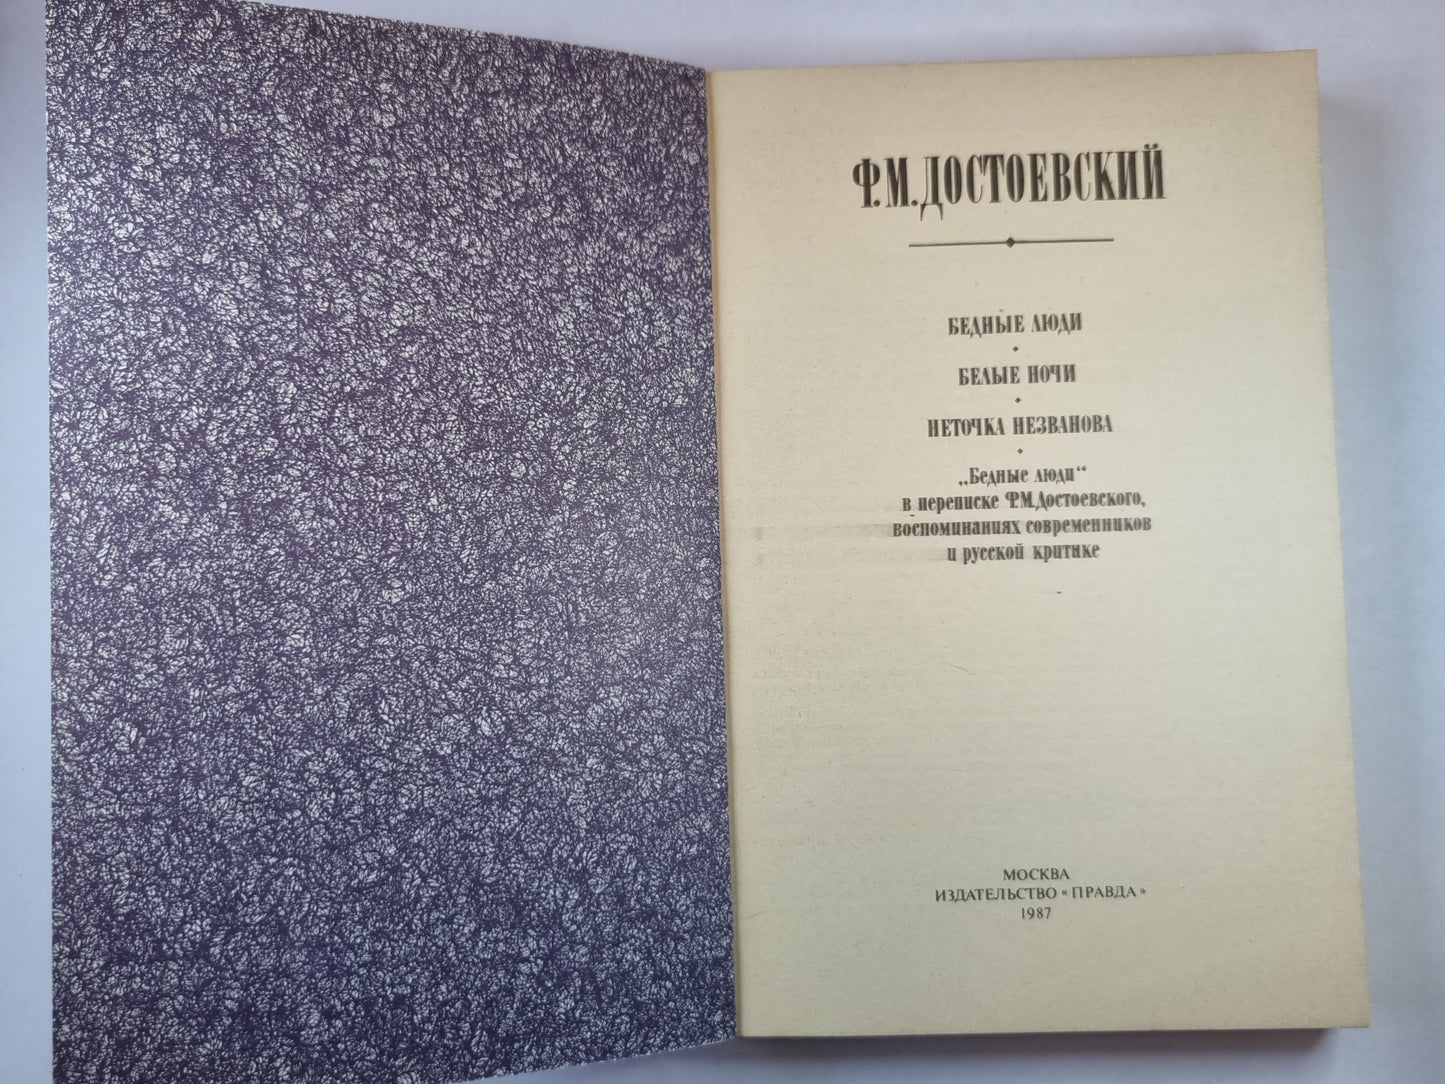 Ф.М.ДОСТОЕВСКИЙ
БЕДНЫЕ ЛЮДИ
БЕЛЫЕ НОЧИ
НЕТОЧКА НЕЗВАНОВА
„Бедные люди“
в переписке Ф.М.Достоевского,
воспоминаниях современников
и русской критике
МОСКВА
ИЗДАТЕЛЬСТВО «ПРАВДА»
1987